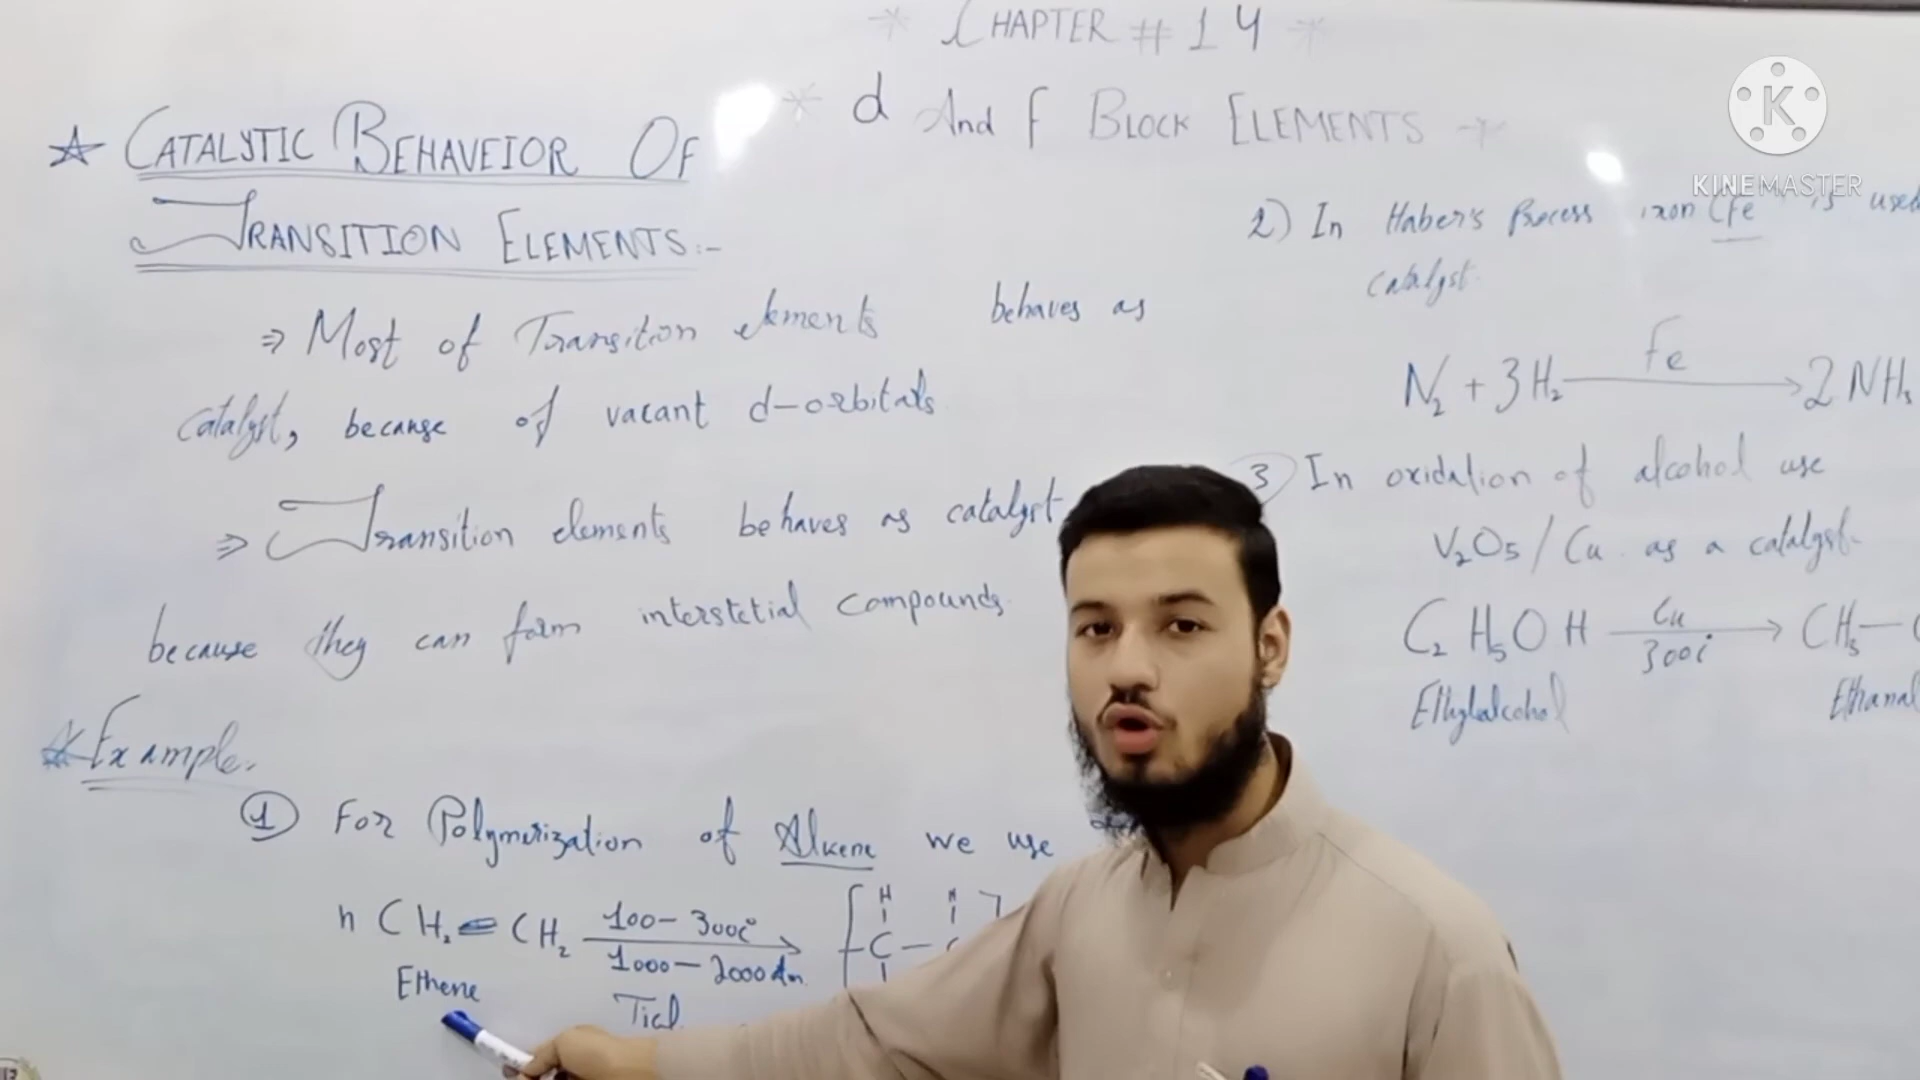 CHAPTER # 14
d And f BLOCK ELEMENTS
CATALYTIC BEHAVEIOR OF
TRANSITION ELEMENTS:-
⇒ Most of Transition elements behaves as
catalyst, because of vacant d-orbitals
⇒ Transition elements behaves as catalyst
because they can form interstetial compounds.
Example.
① For Polymerization of Alkene we use
n CH₂=CH₂ 100-300c° 1000-2000atm
H H
C - C
Ethene
Ticl
2) In Haber's Process iron (Fe is used
catalyst.
Fe
N₂ + 3H₂ → 2NH₃
3 In oxidation of alcohol use
V₂O₅/Cu as a catalyst.
C₂H₅OH Cu 300c → CH₃-C
Ethylalcohol Ethanal
K
KINEMASTER